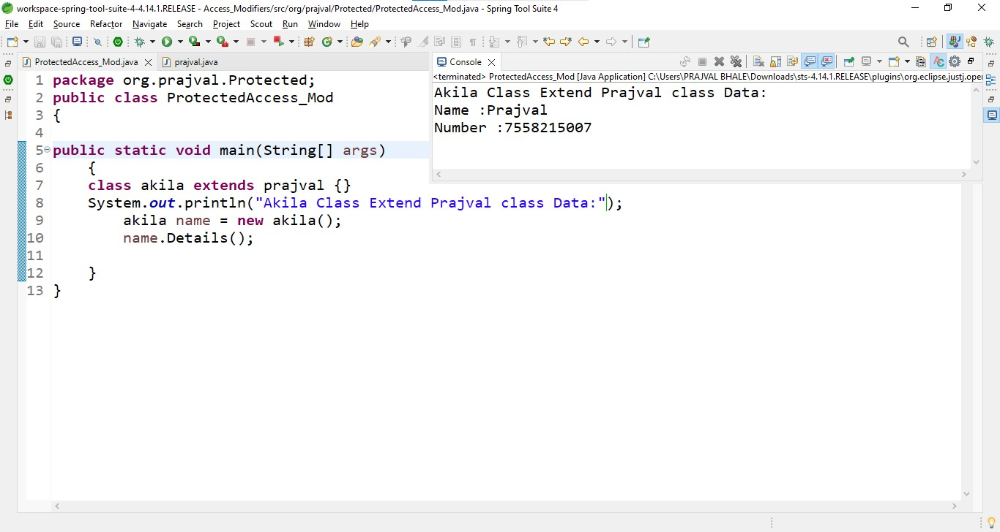 workspace-spring-tool-suite-4-4.14.1.RELEASE - Access_Modifiers/src/org/prajval/Protected/ProtectedAccess_Mod.java - Spring Tool Suite 4
File Edit Source Refactor Navigate Search Project Scout Run Window Help
ProtectedAccess_Mod.java prajval.java
1 package org.prajval.Protected;
2 public class ProtectedAccess_Mod
3 {
4
5 public static void main(String[] args)
6 {
7 class akila extends prajval {}
8 System.out.println("Akila Class Extend Prajval class Data:");
9 akila name = new akila();
10 name.Details();
11
12 }
13 }
Console
<terminated> ProtectedAccess_Mod [Java Application] C:\Users\PRAJVAL BHALE\Downloads\sts-4.14.1.RELEASE\plugins\org.eclipse.justj.oper
Akila Class Extend Prajval class Data:
Name :Prajval
Number :7558215007